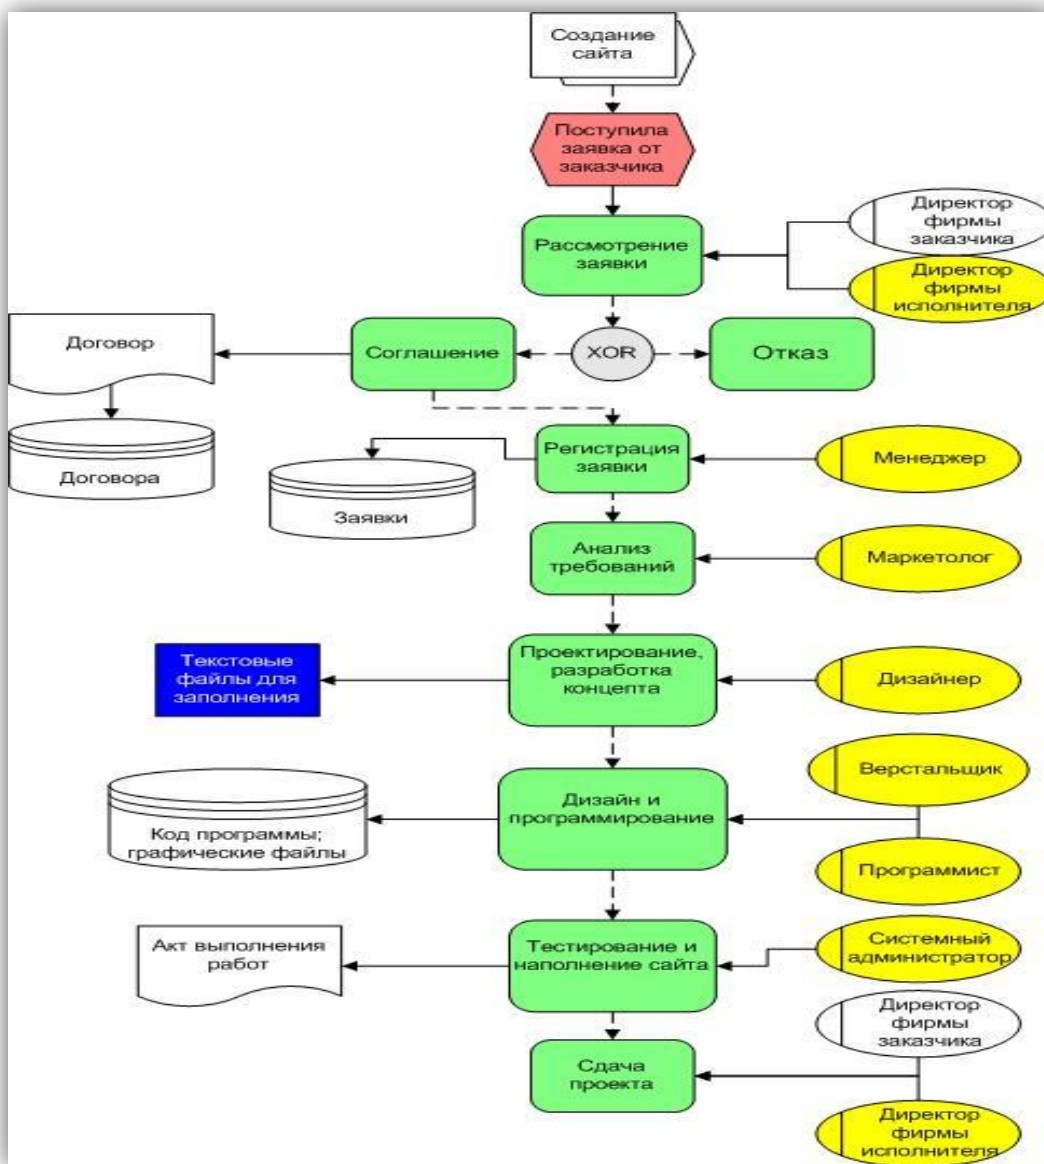 Создание
сайта
Поступила
заявка от
заказчика
Рассмотрение
заявки
Директор
фирмы
заказчика
Директор
фирмы
исполнителя
Договор
Соглашение
XOR
Отказ
Договора
Регистрация
заявки
Менеджер
Заявки
Анализ
требований
Маркетолог
Текстовые
файлы для
заполнения
Проектирование,
разработка
концепта
Дизайнер
Верстальщик
Код программы;
графические файлы
Дизайн и
программирование
Программист
Акт выполнения
работ
Тестирование и
наполнение сайта
Системный
администратор
Директор
фирмы
заказчика
Сдача
проекта
Директор
фирмы
исполнителя